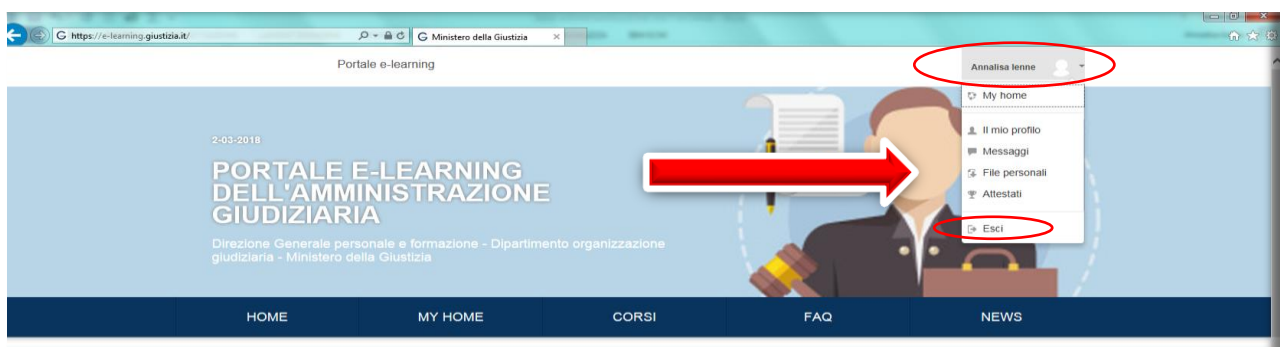 https://e-learning.giustizia.it/
Ministero della Giustizia
Portale e-learning
Annalisa Ienne
My home
Il mio profilo
Messaggi
File personali
Attestati
Esci
2-03-2018
PORTALE E-LEARNING
DELL'AMMINISTRAZIONE
GIUDIZIARIA
Direzione Generale personale e formazione - Dipartimento organizzazione
giudiziaria - Ministero della Giustizia
HOME MY HOME CORSI FAQ NEWS